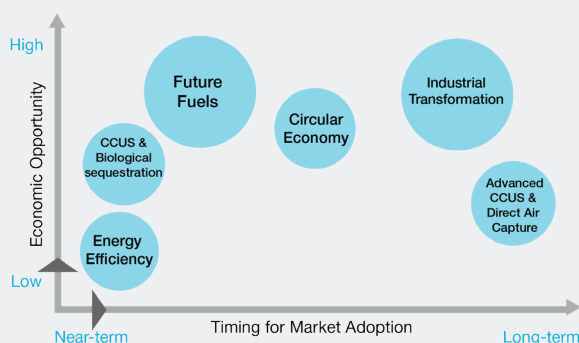 High
Future
Fuels
Industrial
Transformation
Circular
Economy
CCUS &
Biological
sequestration
Economic Opportunity
Advanced
CCUS &
Direct Air
Capture
Energy
Efficiency
Low
Near-term
Timing for Market Adoption
Long-term